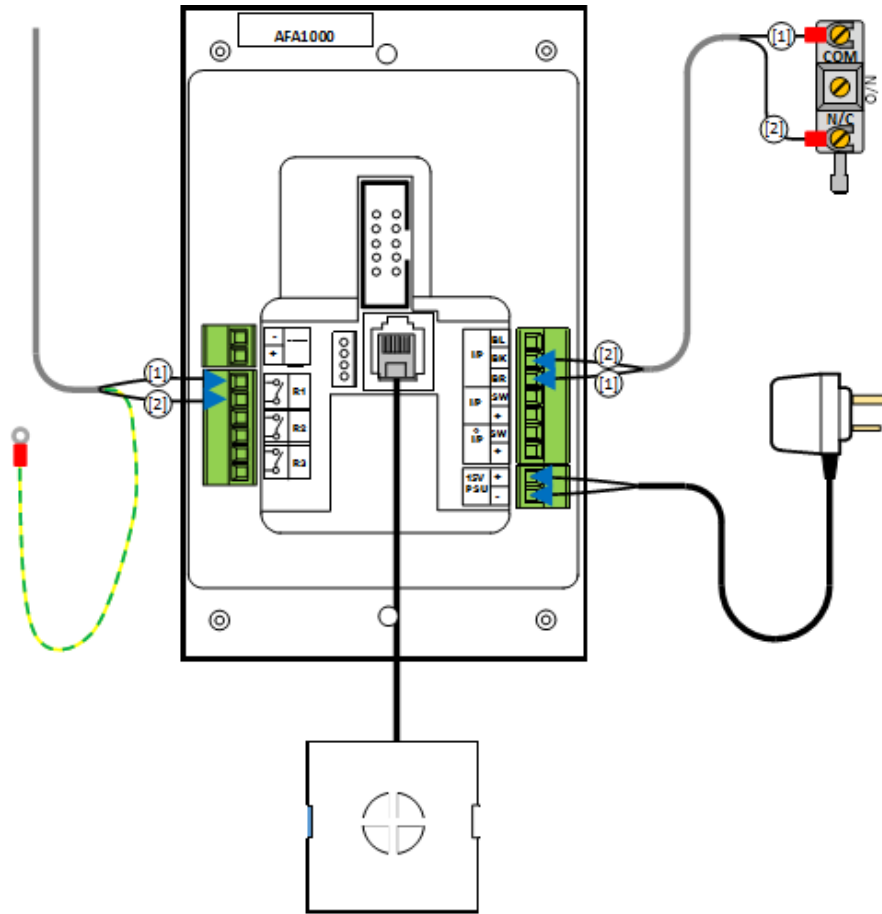 AFA1000
[1]
COM
N/O
[2]
N/C
-
+
[1]
[2]
R1
R2
R3
I/P
BL
BK
BR
I/P
SW
+
I/P
SW
+
15V
PSU
+
-
[2]
[1]